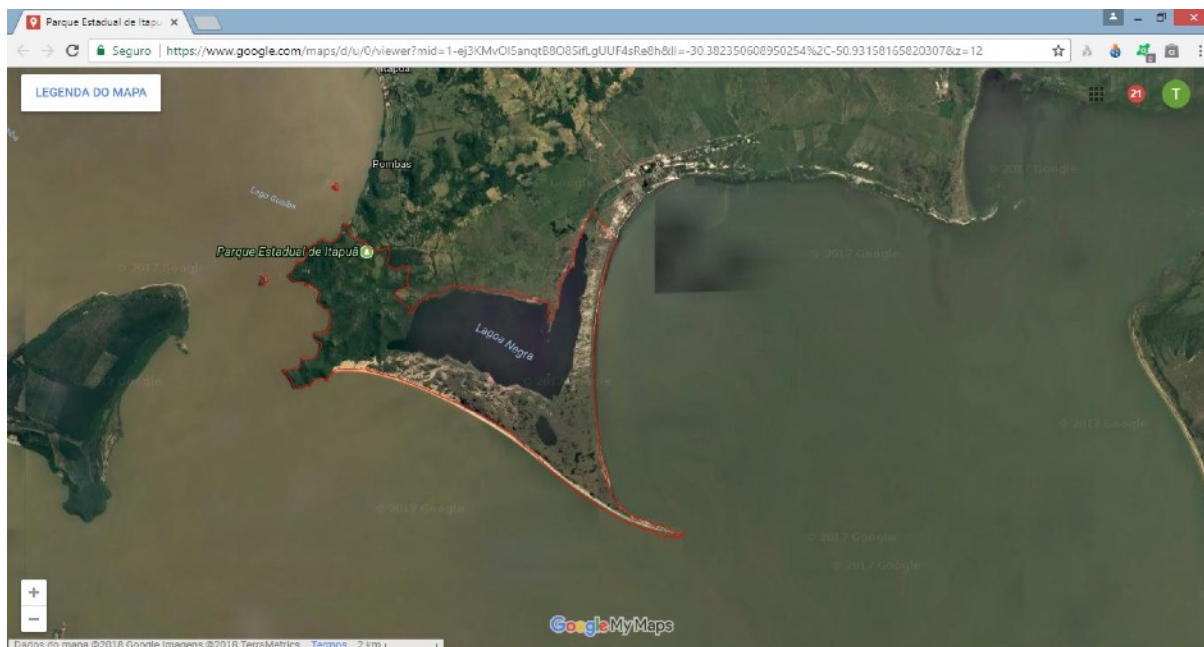 Parque Estadual de Itapu
Seguro | https://www.google.com/maps/d/u/0/viewer?mid=1-ej3KMvOISanqtB8O8SifLgUUF4sRe8h&ll=-30.382350608950254%2C-50.93158165820307&z=12
LEGENDA DO MAPA
Itapuã
21
T
Pombas
Lago Guaíba
Parque Estadual de Itapuã
Lagoa Negra
© 2017 Google
© 2017 Google
© 2017 Google
© 2017 Google
© 2017 Google
© 2017 Google
© 2017 Google
+
−
Google My Maps
Dados do mapa ©2018 Google Imagens ©2018 TerraMetrics Termos 2 km